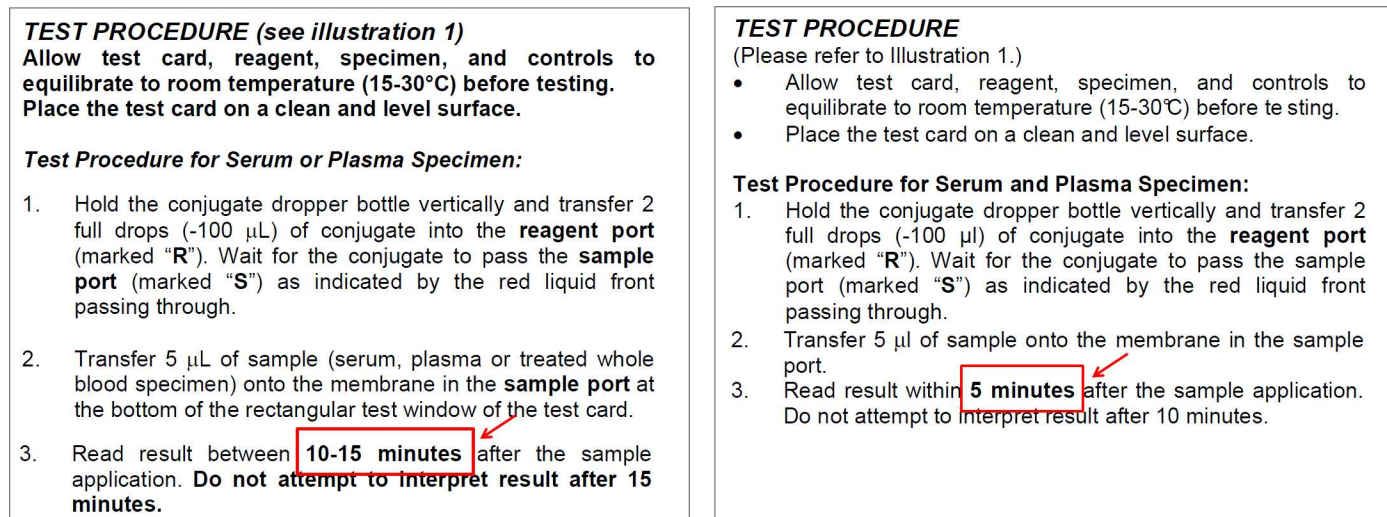 TEST PROCEDURE (see illustration 1)
Allow test card, reagent, specimen, and controls to
equilibrate to room temperature (15-30°C) before testing.
Place the test card on a clean and level surface.
Test Procedure for Serum or Plasma Specimen:
1. Hold the conjugate dropper bottle vertically and transfer 2
full drops (-100 µL) of conjugate into the reagent port
(marked “R”). Wait for the conjugate to pass the sample
port (marked “S”) as indicated by the red liquid front
passing through.
2. Transfer 5 µL of sample (serum, plasma or treated whole
blood specimen) onto the membrane in the sample port at
the bottom of the rectangular test window of the test card.
3. Read result between 10-15 minutes after the sample
application. Do not attempt to interpret result after 15
minutes.
TEST PROCEDURE
(Please refer to Illustration 1.)
• Allow test card, reagent, specimen, and controls to
equilibrate to room temperature (15-30°C) before te sting.
• Place the test card on a clean and level surface.
Test Procedure for Serum and Plasma Specimen:
1. Hold the conjugate dropper bottle vertically and transfer 2
full drops (-100 µl) of conjugate into the reagent port
(marked “R”). Wait for the conjugate to pass the sample
port (marked “S”) as indicated by the red liquid front
passing through.
2. Transfer 5 µl of sample onto the membrane in the sample
port.
3. Read result within 5 minutes after the sample application.
Do not attempt to interpret result after 10 minutes.